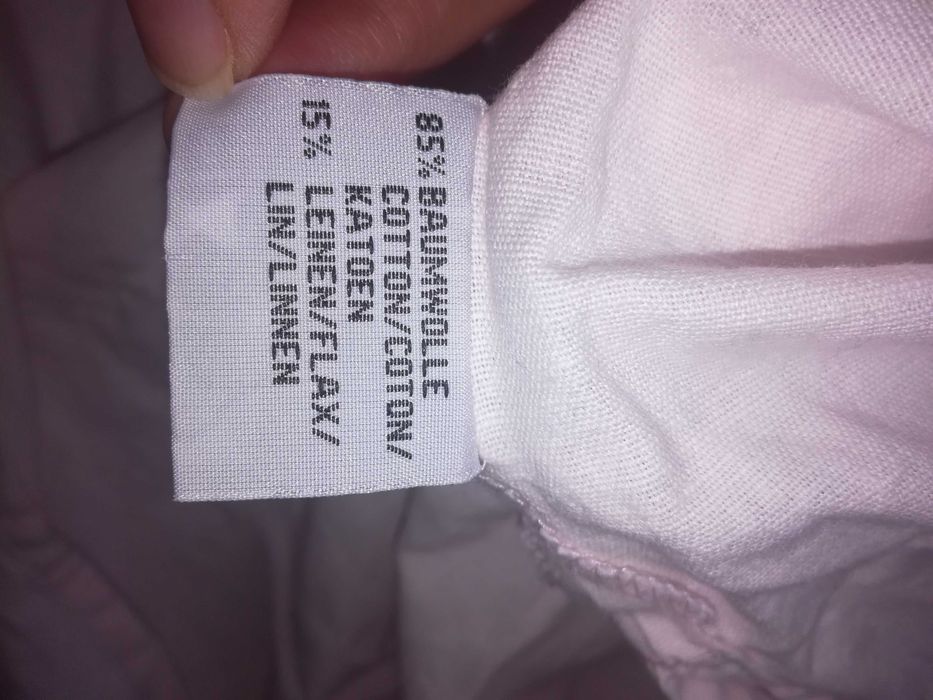 85% BAUMWOLLE
COTTON/COTON/
KATOEN
15% LEINEN/FLAX/
LIN/LINNEN